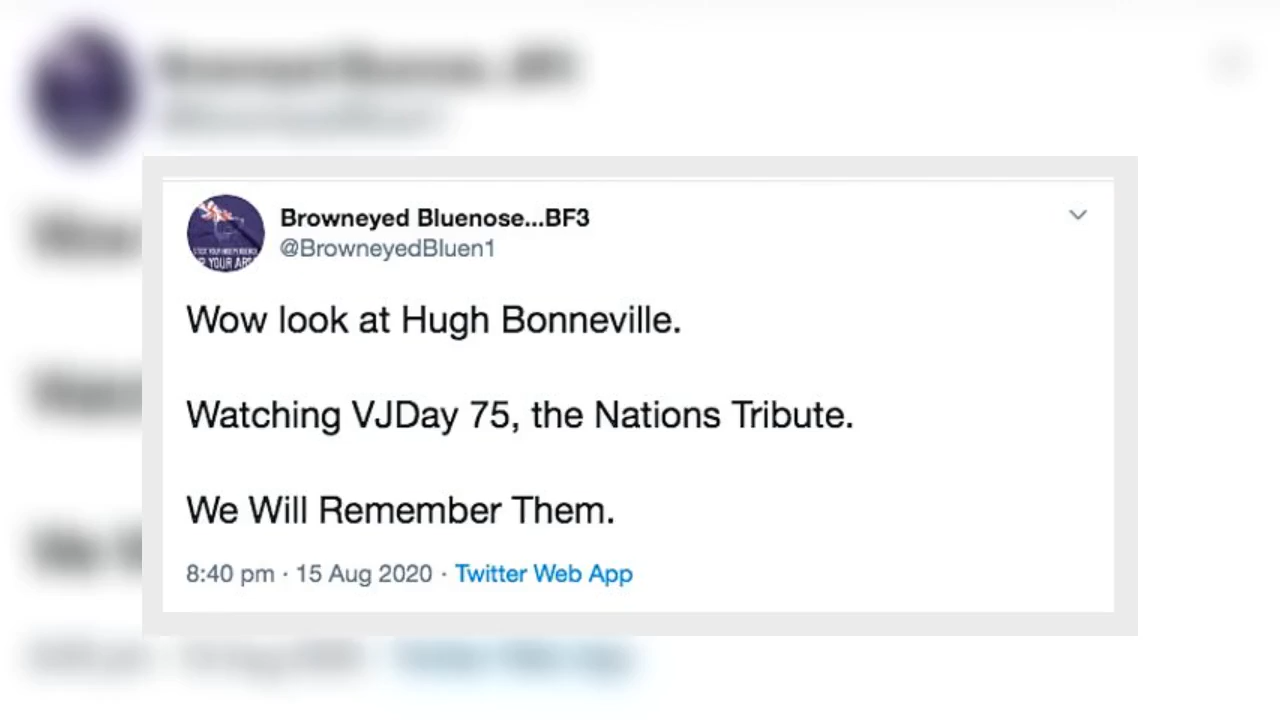 Browneyed Bluenose...BF3
@BrowneyedBluen1
Wow look at Hugh Bonneville.
Watching VJDay 75, the Nations Tribute.
We Will Remember Them.
8:40 pm · 15 Aug 2020 · Twitter Web App